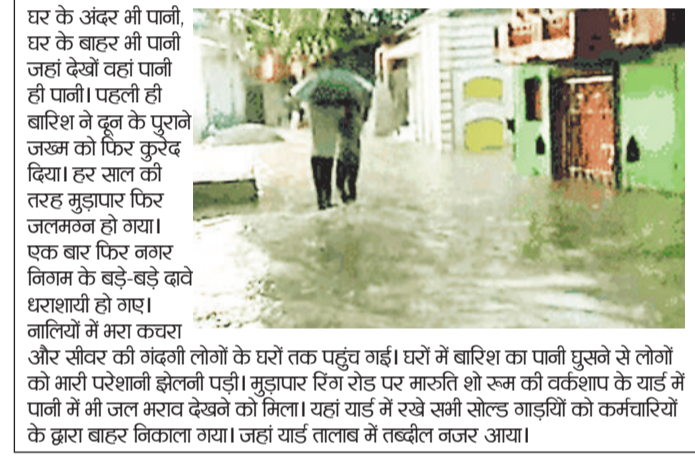 घर के अंदर भी पानी,
घर के बाहर भी पानी
जहां देखों वहां पानी
ही पानी। पहली ही
बारिश ने दून के पुराने
जख्म को फिर कुरेद
दिया। हर साल की
तरह मुड़ापार फिर
जलमग्न हो गया।
एक बार फिर नगर
निगम के बड़े-बड़े दावे
धराशायी हो गए।
नालियों में भरा कचरा
और सीवर की गंदगी लोगों के घरों तक पहुंच गई। घरों में बारिश का पानी घुसने से लोगों
को भारी परेशानी झेलनी पड़ी। मुड़ापार रिंग रोड पर मारुति शो रूम की वर्कशाप के यार्ड में
पानी में भी जल भराव देखने को मिला। यहां यार्ड में रखे सभी सोल्ड गाड़यिों को कर्मचारियों
के द्वारा बाहर निकाला गया। जहां यार्ड तालाब में तब्दील नजर आया।